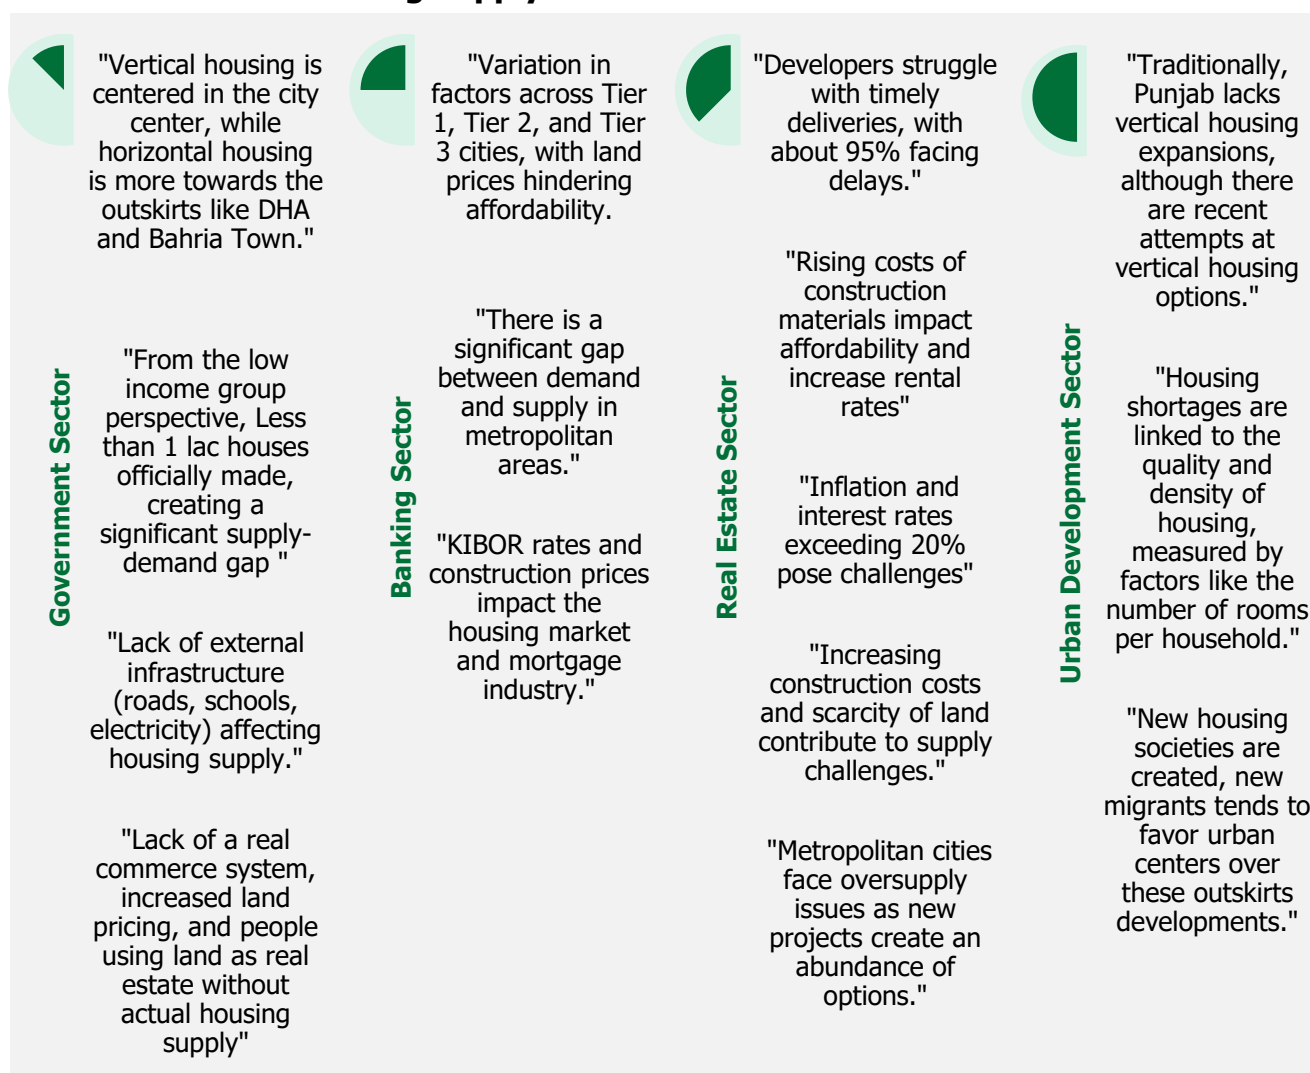 Government Sector
"Vertical housing is
centered in the city
center, while
horizontal housing
is more towards the
outskirts like DHA
and Bahria Town."
"From the low
income group
perspective, Less
than 1 lac houses
officially made,
creating a
significant supply-
demand gap "
"Lack of external
infrastructure
(roads, schools,
electricity) affecting
housing supply."
"Lack of a real
commerce system,
increased land
pricing, and people
using land as real
estate without
actual housing
supply"
Banking Sector
"Variation in
factors across Tier
1, Tier 2, and Tier
3 cities, with land
prices hindering
affordability.
"There is a
significant gap
between demand
and supply in
metropolitan
areas."
"KIBOR rates and
construction prices
impact the
housing market
and mortgage
industry."
Real Estate Sector
"Developers struggle
with timely
deliveries, with
about 95% facing
delays."
"Rising costs of
construction
materials impact
affordability and
increase rental
rates"
"Inflation and
interest rates
exceeding 20%
pose challenges"
"Increasing
construction costs
and scarcity of land
contribute to supply
challenges."
"Metropolitan cities
face oversupply
issues as new
projects create an
abundance of
options."
Urban Development Sector
"Traditionally,
Punjab lacks
vertical housing
expansions,
although there
are recent
attempts at
vertical housing
options."
"Housing
shortages are
linked to the
quality and
density of
housing,
measured by
factors like the
number of rooms
per household."
"New housing
societies are
created, new
migrants tends to
favor urban
centers over
these outskirts
developments."